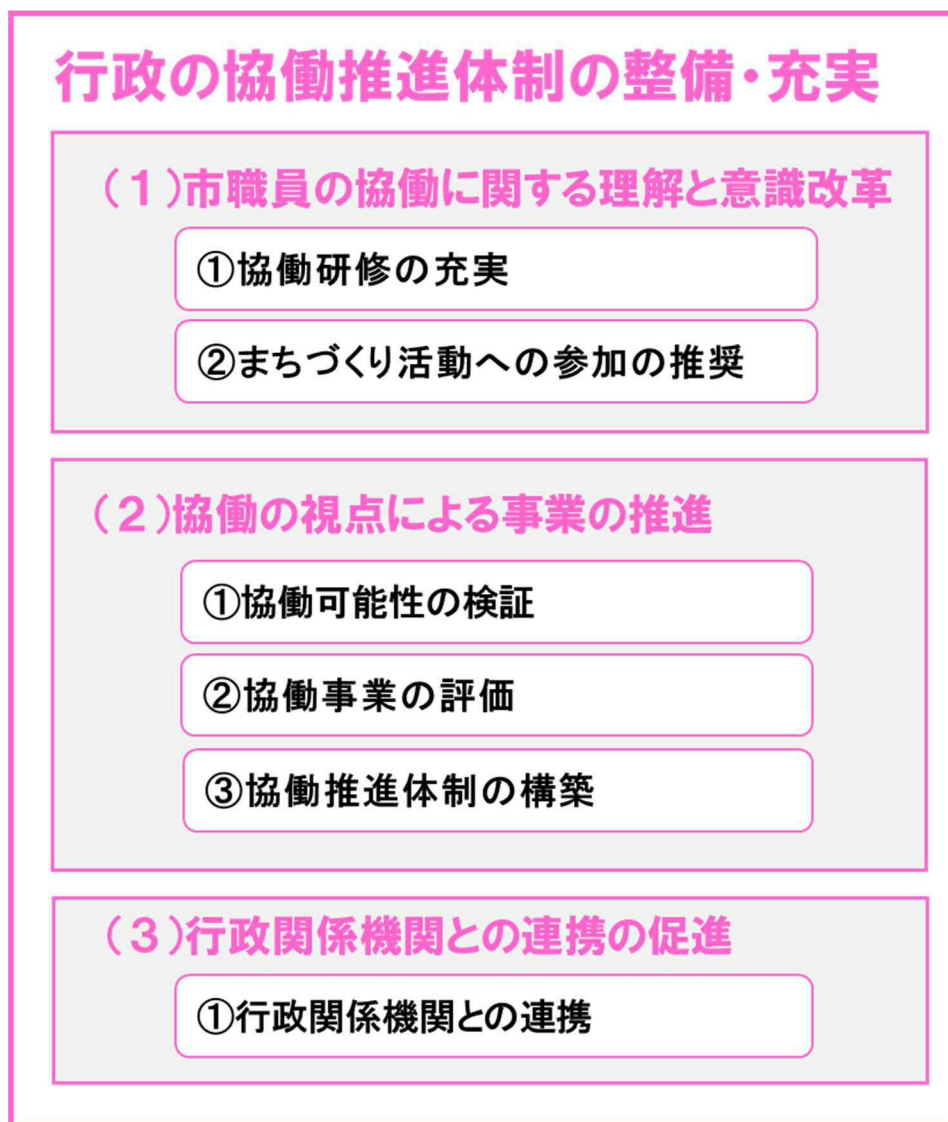 行政の協働推進体制の整備・充実
（１）市職員の協働に関する理解と意識改革
①協働研修の充実
②まちづくり活動への参加の推奨
（２）協働の視点による事業の推進
①協働可能性の検証
②協働事業の評価
③協働推進体制の構築
（３）行政関係機関との連携の促進
①行政関係機関との連携